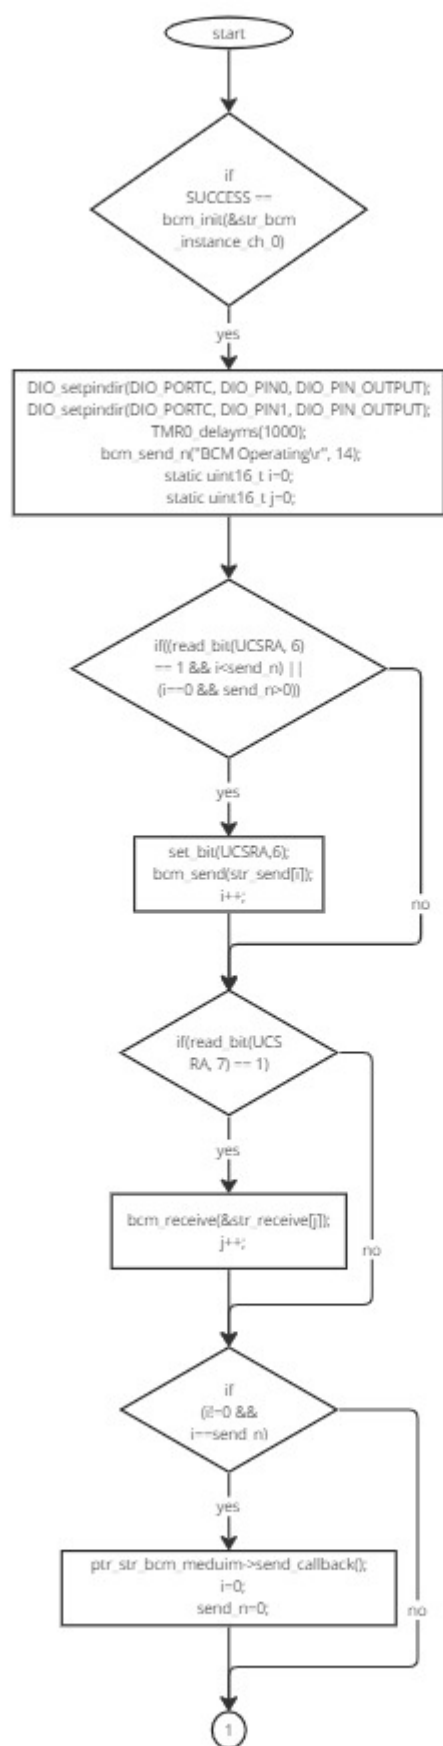 start
if
SUCCESS ==
bcm_init(&str_bcm
_instance_ch_0)
yes
DIO_setpindir(DIO_PORTC, DIO_PIN0, DIO_PIN_OUTPUT);
DIO_setpindir(DIO_PORTC, DIO_PIN1, DIO_PIN_OUTPUT);
TMR0_delayms(1000);
bcm_send_n("BCM Operating\r", 14);
static uint16_t i=0;
static uint16_t j=0;
if((read_bit(UCSRA, 6)
== 1 && i<send_n) ||
(i==0 && send_n>0))
yes
set_bit(UCSRA,6);
bcm_send(str_send[i]);
i++;
no
if(read_bit(UCS
RA, 7) == 1)
yes
bcm_receive(&str_receive[j]);
j++;
no
if
(i!=0 &&
i==send_n)
yes
ptr_str_bcm_meduim->send_callback();
i=0;
send_n=0;
no
1